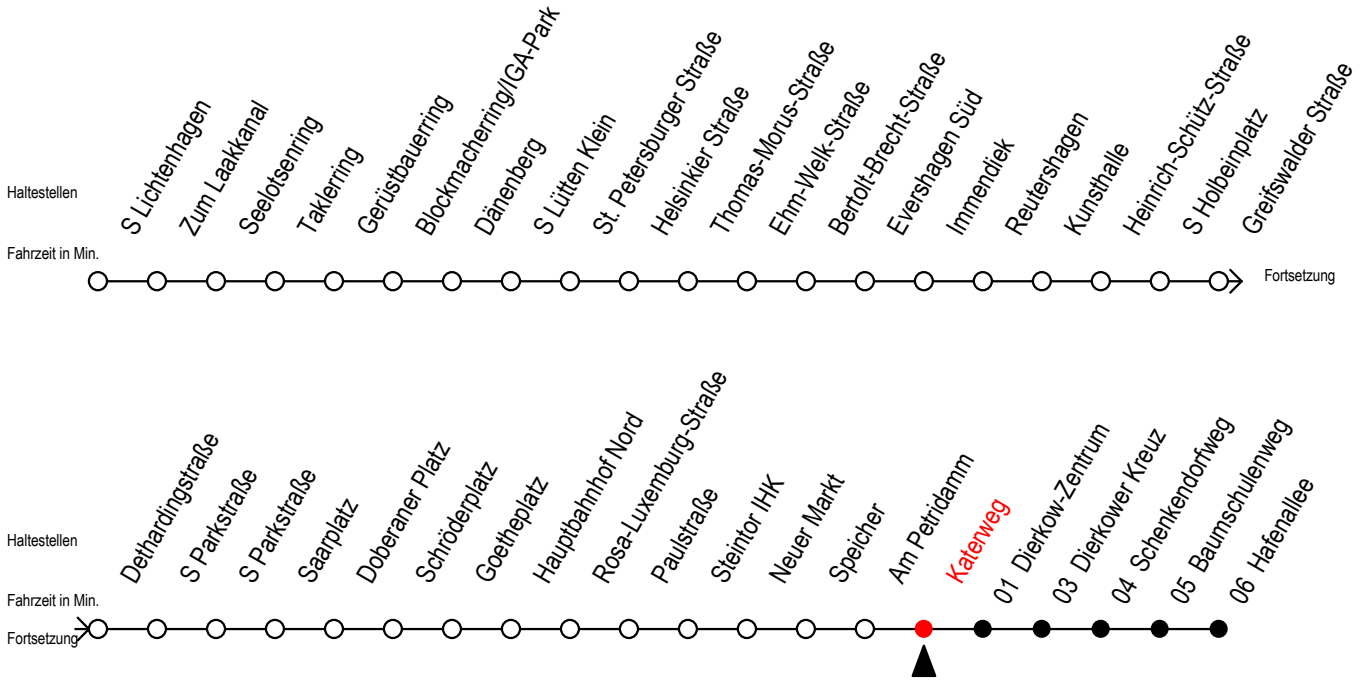 Haltestellen
S Lichtenhagen
Zum Laakkanal
Seelotsenring
Taklerring
Gerüstbauerring
Blockmacherring/IGA-Park
Dänenberg
S Lütten Klein
St. Petersburger Straße
Helsinkier Straße
Thomas-Morus-Straße
Ehm-Welk-Straße
Bertolt-Brecht-Straße
Evershagen Süd
Immendiek
Reutershagen
Kunsthalle
Heinrich-Schütz-Straße
S Holbeinplatz
Greifswalder Straße
Fahrzeit in Min.
Fortsetzung
Haltestellen
Dethardingstraße
S Parkstraße
S Parkstraße
Saarplatz
Doberaner Platz
Schröderplatz
Goetheplatz
Hauptbahnhof Nord
Rosa-Luxemburg-Straße
Paulstraße
Steintor IHK
Neuer Markt
Speicher
Am Petridamm
Katerweg
01 Dierkow-Zentrum
03 Dierkower Kreuz
04 Schenkendorfweg
05 Baumschulenweg
06 Hafenallee
Fahrzeit in Min.
Fortsetzung